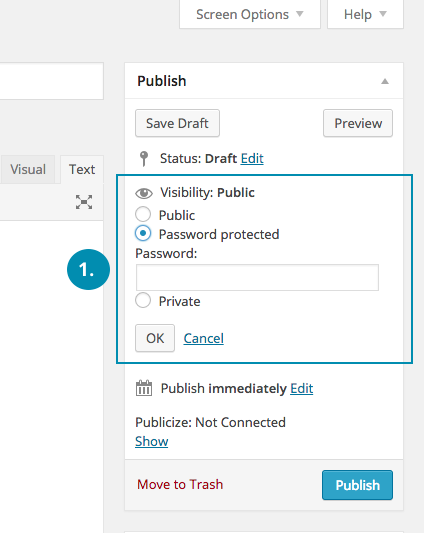 Screen Options ▼ Help ▼
Publish
Save Draft Preview
Status: Draft Edit
Visual Text
Visibility: Public
Public
Password protected
Password:
1.
Private
OK Cancel
Publish immediately Edit
Publicize: Not Connected
Show
Move to Trash Publish